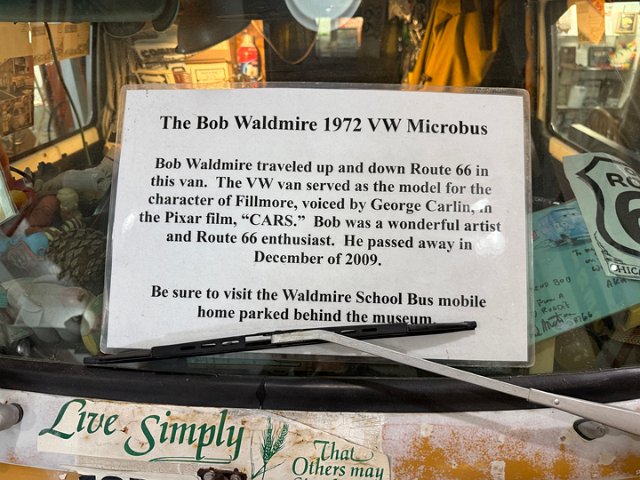 The Bob Waldmire 1972 VW Microbus
Bob Waldmire traveled up and down Route 66 in
this van. The VW van served as the model for the
character of Fillmore, voiced by George Carlin, in
the Pixar film, “CARS.” Bob was a wonderful artist
and Route 66 enthusiast. He passed away in
December of 2009.
Be sure to visit the Waldmire School Bus mobile
home parked behind the museum
Live Simply
That
Others may